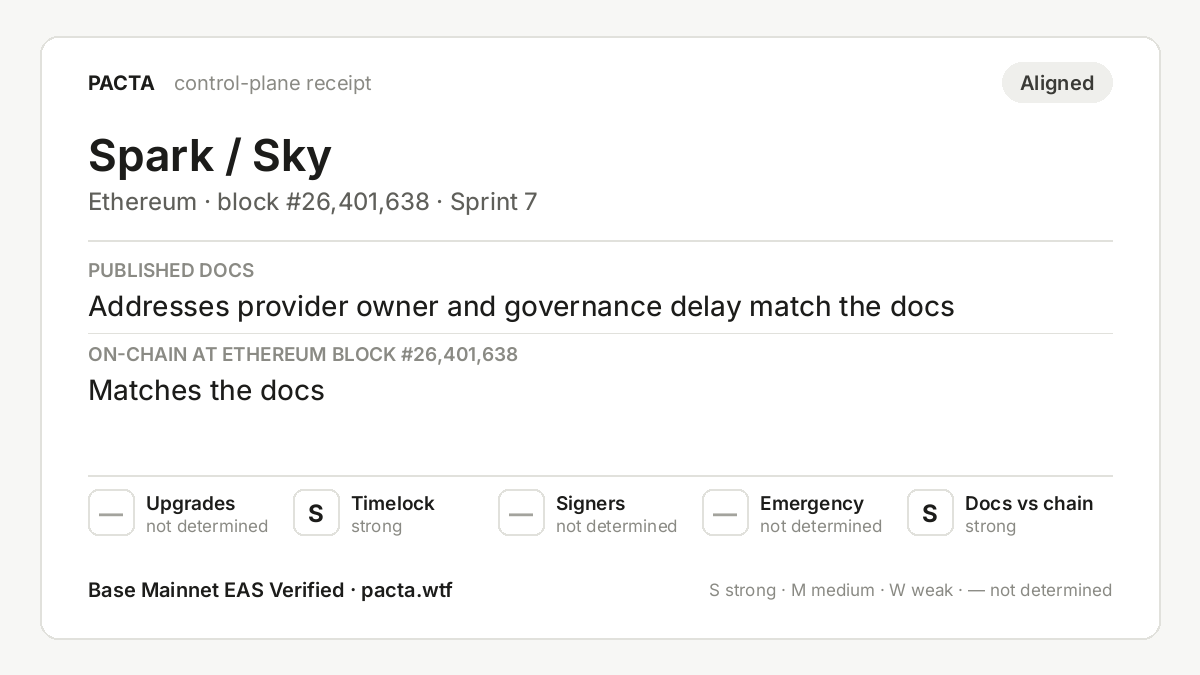 PACTA control-plane receipt Aligned
Spark / Sky
Ethereum · block #26,401,638 · Sprint 7
PUBLISHED DOCS
Addresses provider owner and governance delay match the docs
ON-CHAIN AT ETHEREUM BLOCK #26,401,638
Matches the docs
— Upgrades
not determined
S Timelock
strong
— Signers
not determined
— Emergency
not determined
S Docs vs chain
strong
Base Mainnet EAS Verified · pacta.wtf
S strong · M medium · W weak · — not determined